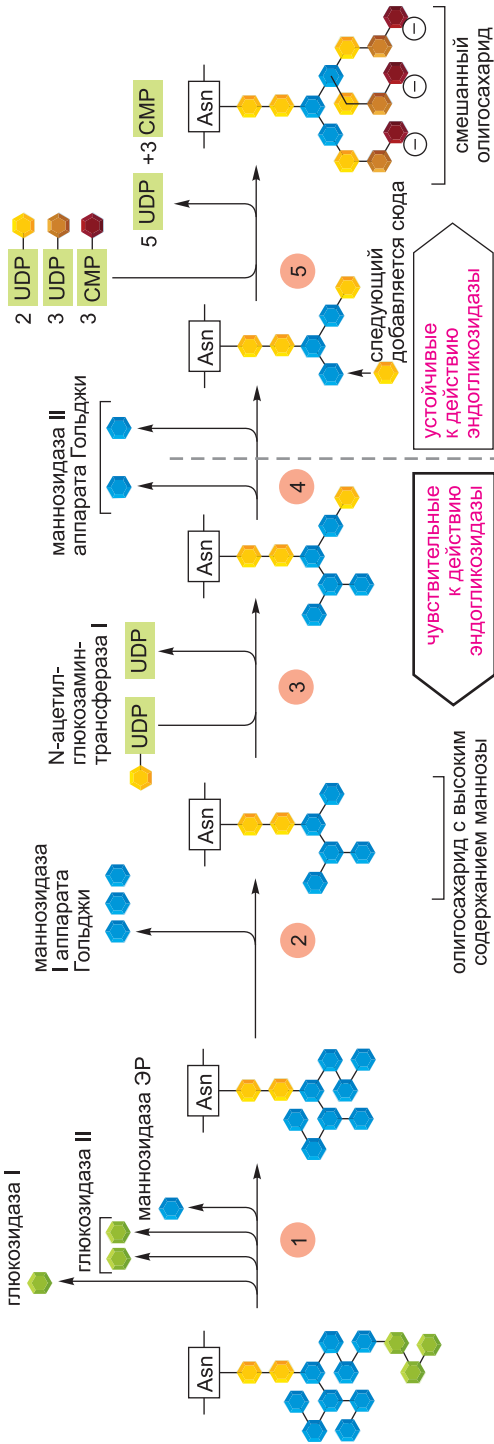 глюкозидаза I
глюкозидаза II
маннозидаза ЭР
Asn
1
Asn
маннозидаза
I аппарата
Гольджи
2
Asn
олигосахарид с высоким
содержанием маннозы
N-ацетил-
глюкозамин-
трансфераза I
UDP
UDP
3
Asn
маннозидаза II
аппарата Гольджи
4
чувствительные
к действию
эндогликозидазы
Asn
следующий
добавляется сюда
устойчивые
к действию
эндогликозидазы
2 UDP
3 UDP
3 CMP
5 UDP +3 CMP
5
Asn
− − −
смешанный
олигосахарид